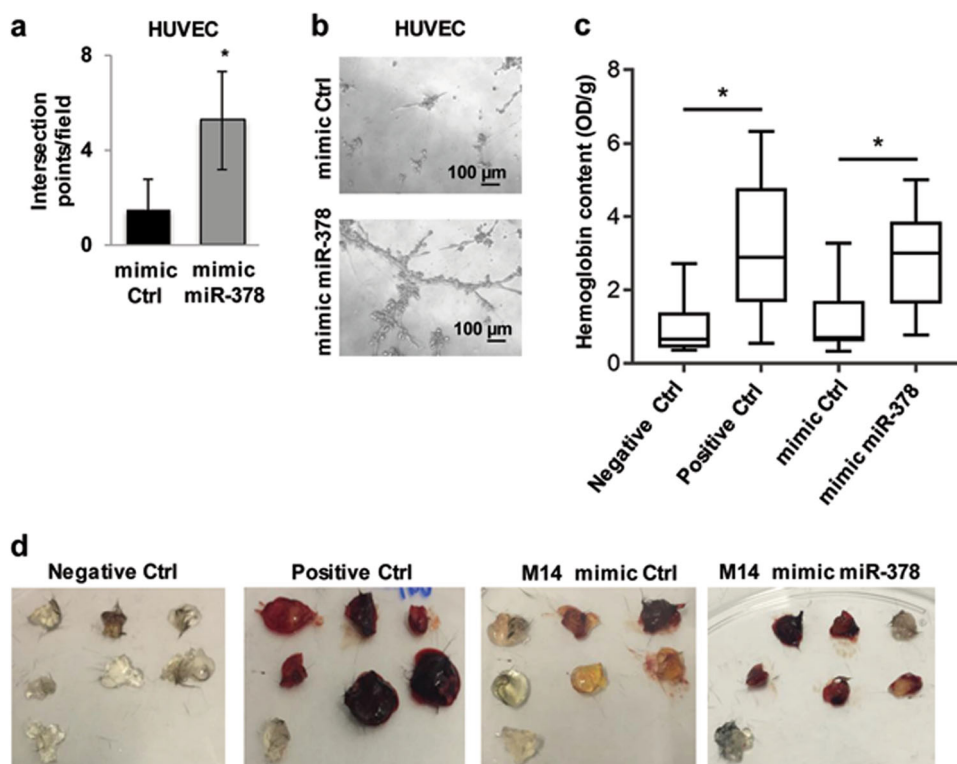 a
HUVEC
*
8
4
0
Intersection
points/field
mimic
Ctrl
mimic
miR-378
b
HUVEC
mimic Ctrl
100 µm
mimic miR-378
100 µm
c
Hemoglobin content (OD/g)
8
6
4
2
0
*
*
Negative Ctrl
Positive Ctrl
mimic Ctrl
mimic miR-378
d
Negative Ctrl
Positive Ctrl
M14 mimic Ctrl
M14 mimic miR-378